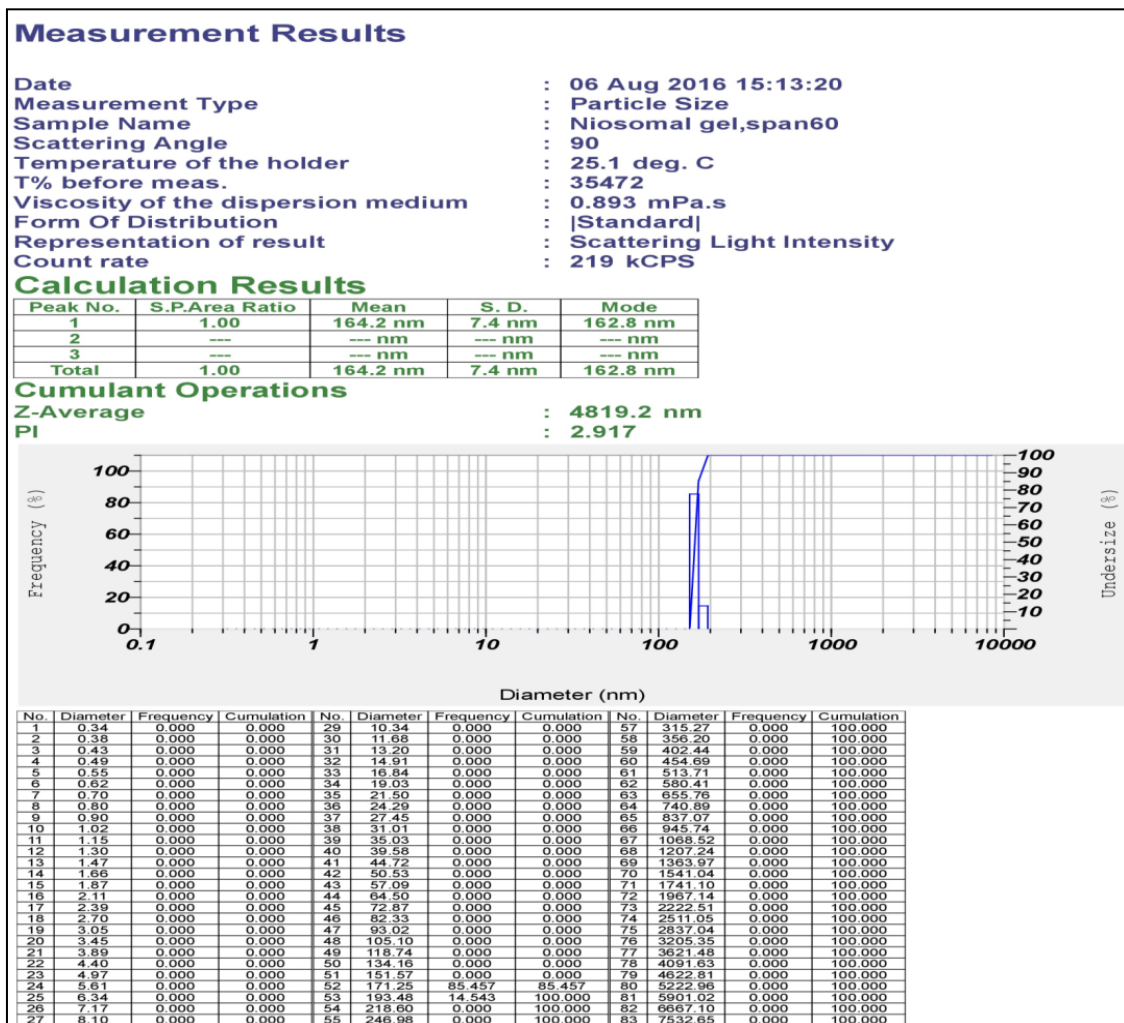 Measurement Results
Date : 06 Aug 2016 15:13:20
Measurement Type : Particle Size
Sample Name : Niosomal gel,span60
Scattering Angle : 90
Temperature of the holder : 25.1 deg. C
T% before meas. : 35472
Viscosity of the dispersion medium : 0.893 mPa.s
Form Of Distribution : |Standard|
Representation of result : Scattering Light Intensity
Count rate : 219 kCPS
Calculation Results
Peak No. S.P.Area Ratio Mean S. D. Mode
1 1.00 164.2 nm 7.4 nm 162.8 nm
2 --- --- nm --- nm --- nm
3 --- --- nm --- nm --- nm
Total 1.00 164.2 nm 7.4 nm 162.8 nm
Cumulant Operations
Z-Average : 4819.2 nm
PI : 2.917
Frequency (%)
100
80
60
40
20
0
0.1 1 10 100 1000 10000
Diameter (nm)
100
90
80
70
60
50
40
30
20
10
Undersize (%)
No. Diameter Frequency Cumulation No. Diameter Frequency Cumulation No. Diameter Frequency Cumulation
1 0.34 0.000 0.000 29 10.34 0.000 0.000 57 315.27 0.000 100.000
2 0.38 0.000 0.000 30 11.68 0.000 0.000 58 356.20 0.000 100.000
3 0.43 0.000 0.000 31 13.20 0.000 0.000 59 402.44 0.000 100.000
4 0.49 0.000 0.000 32 14.91 0.000 0.000 60 454.69 0.000 100.000
5 0.55 0.000 0.000 33 16.84 0.000 0.000 61 513.71 0.000 100.000
6 0.62 0.000 0.000 34 19.03 0.000 0.000 62 580.41 0.000 100.000
7 0.70 0.000 0.000 35 21.50 0.000 0.000 63 655.76 0.000 100.000
8 0.80 0.000 0.000 36 24.29 0.000 0.000 64 740.89 0.000 100.000
9 0.90 0.000 0.000 37 27.45 0.000 0.000 65 837.07 0.000 100.000
10 1.02 0.000 0.000 38 31.01 0.000 0.000 66 945.74 0.000 100.000
11 1.15 0.000 0.000 39 35.03 0.000 0.000 67 1068.52 0.000 100.000
12 1.30 0.000 0.000 40 39.58 0.000 0.000 68 1207.24 0.000 100.000
13 1.47 0.000 0.000 41 44.72 0.000 0.000 69 1363.97 0.000 100.000
14 1.66 0.000 0.000 42 50.53 0.000 0.000 70 1541.04 0.000 100.000
15 1.87 0.000 0.000 43 57.09 0.000 0.000 71 1741.10 0.000 100.000
16 2.11 0.000 0.000 44 64.50 0.000 0.000 72 1967.14 0.000 100.000
17 2.39 0.000 0.000 45 72.87 0.000 0.000 73 2222.51 0.000 100.000
18 2.70 0.000 0.000 46 82.33 0.000 0.000 74 2511.05 0.000 100.000
19 3.05 0.000 0.000 47 93.02 0.000 0.000 75 2837.04 0.000 100.000
20 3.45 0.000 0.000 48 105.10 0.000 0.000 76 3205.35 0.000 100.000
21 3.89 0.000 0.000 49 118.74 0.000 0.000 77 3621.48 0.000 100.000
22 4.40 0.000 0.000 50 134.16 0.000 0.000 78 4091.63 0.000 100.000
23 4.97 0.000 0.000 51 151.57 0.000 0.000 79 4622.81 0.000 100.000
24 5.61 0.000 0.000 52 171.25 85.457 85.457 80 5222.96 0.000 100.000
25 6.34 0.000 0.000 53 193.48 14.543 100.000 81 5901.02 0.000 100.000
26 7.17 0.000 0.000 54 218.60 0.000 100.000 82 6667.10 0.000 100.000
27 8.10 0.000 0.000 55 246.98 0.000 100.000 83 7532.65 0.000 100.000